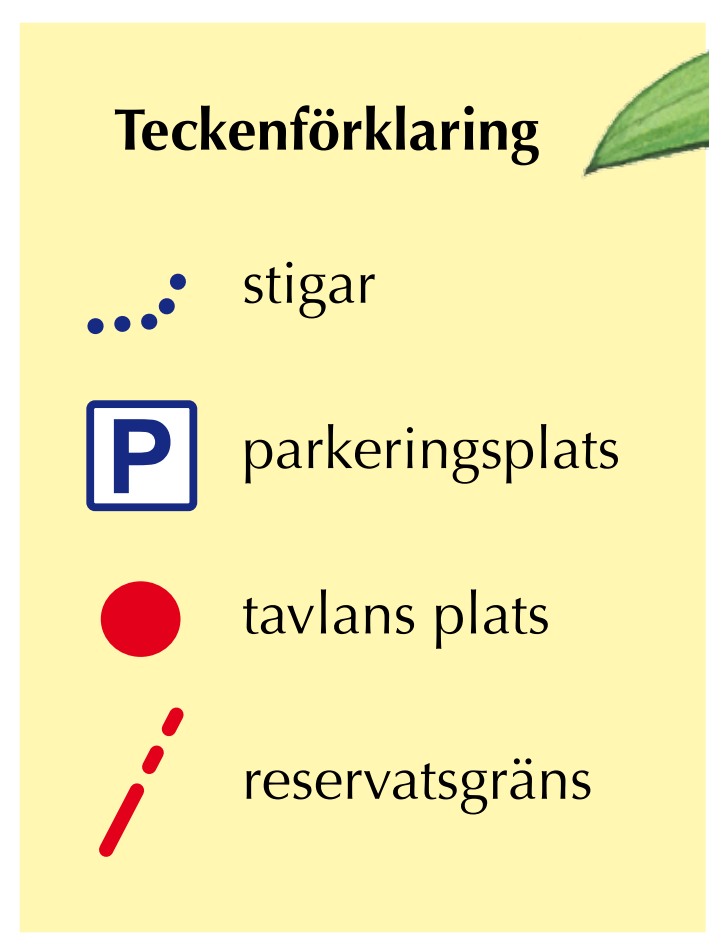 Teckenförklaring
stigar
P
parkeringsplats
tavlans plats
reservatsgräns